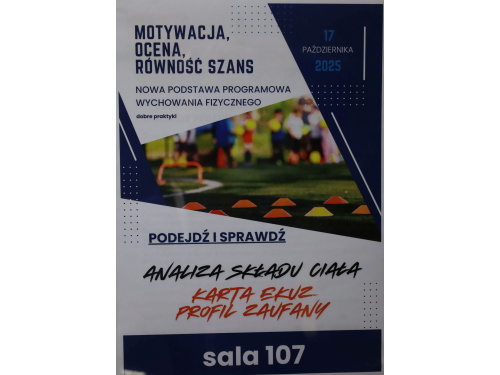 MOTYWACJA,
OCENA,
RÓWNOŚĆ SZANS
17
PAŹDZIERNIKA
2025
NOWA PODSTAWA PROGRAMOWA
WYCHOWANIA FIZYCZNEGO
dobre praktyki
PODEJDŹ I SPRAWDŹ
ANALIZA SKŁADU CIAŁA
KARTA EKUZ
PROFIL ZAUFANY
sala 107